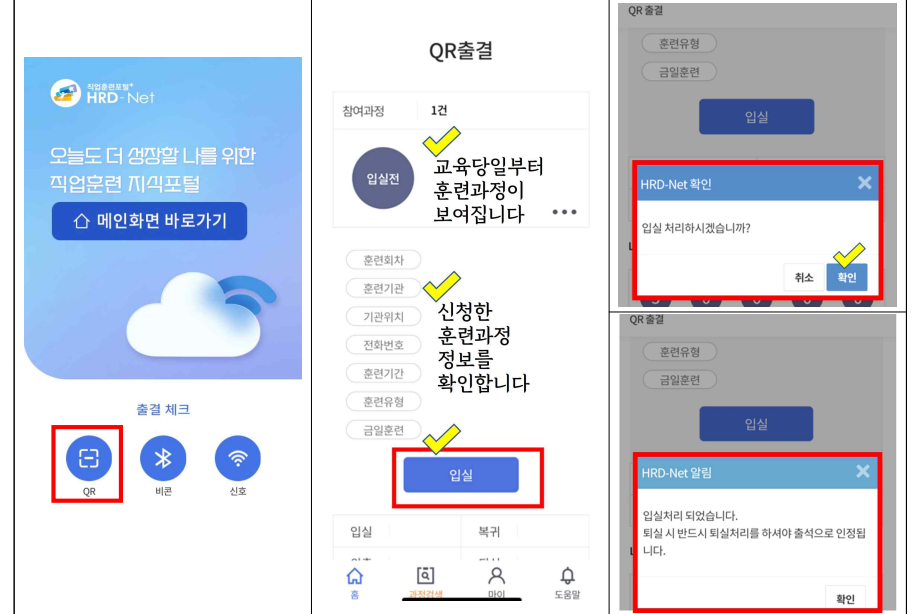 직업훈련포털+
HRD-Net
오늘도 더 성장할 나를 위한
직업훈련 지식포털
메인화면 바로가기
출결 체크
QR
비콘
신호
QR출결
참여과정 1건
입실전
교육당일부터
훈련과정이
보여집니다
훈련회차
훈련기관
기관위치
전화번호
훈련기간
훈련유형
금일훈련
신청한
훈련과정
정보를
확인합니다
입실
입실 복귀
홈
과정검색
마이
도움말
QR 출결
훈련유형
금일훈련
입실
HRD-Net 확인
입실 처리하시겠습니까?
취소 확인
QR 출결
훈련유형
금일훈련
입실
HRD-Net 알림
입실처리 되었습니다.
퇴실 시 반드시 퇴실처리를 하셔야 출석으로 인정됩
니다.
확인